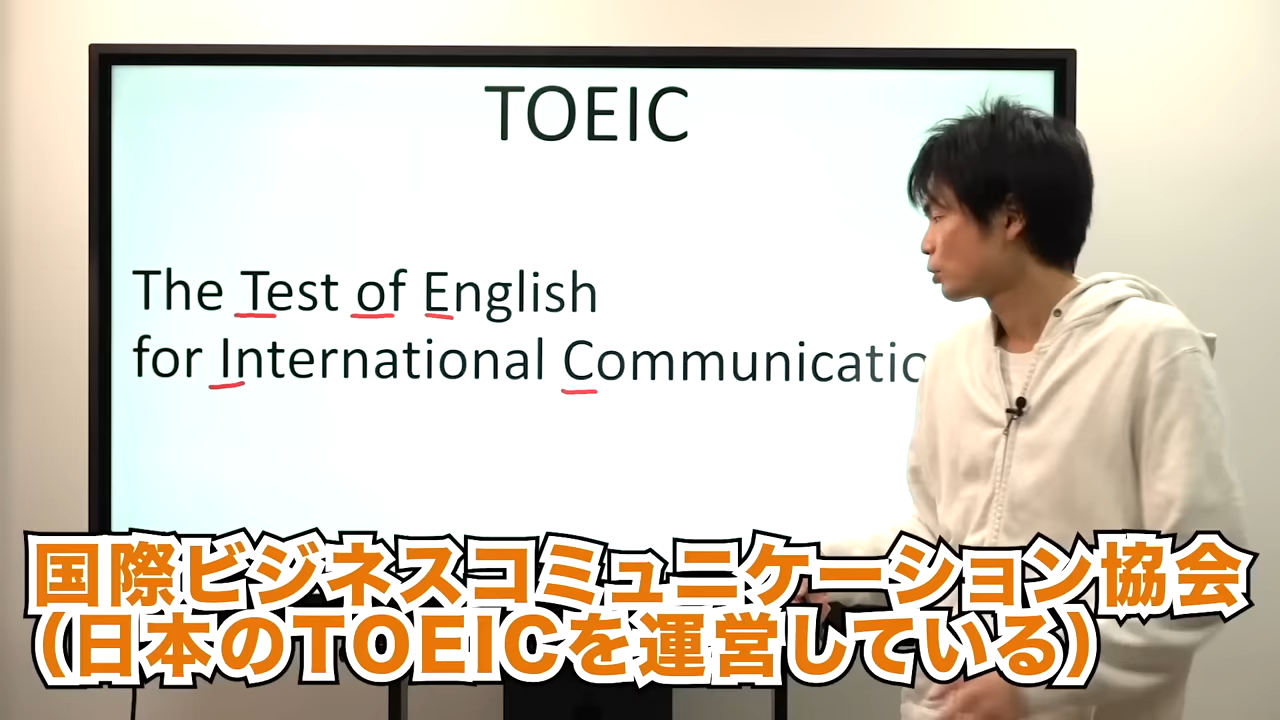 TOEIC
The Test of English
for International Communicatio
国際ビジネスコミュニケーション協会
(日本のTOEICを運営している)